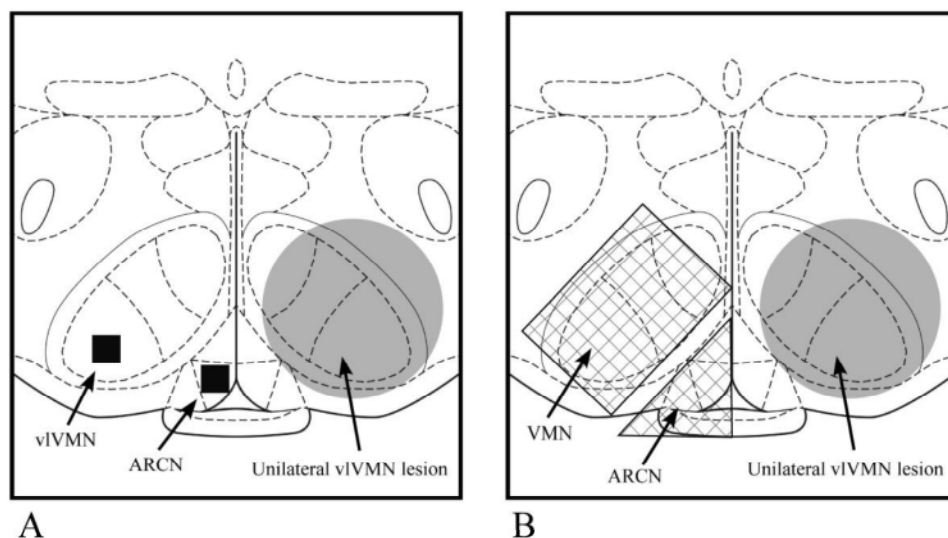 vlVMN
ARCN
Unilateral vlVMN lesion
A
VMN
ARCN
Unilateral vlVMN lesion
B